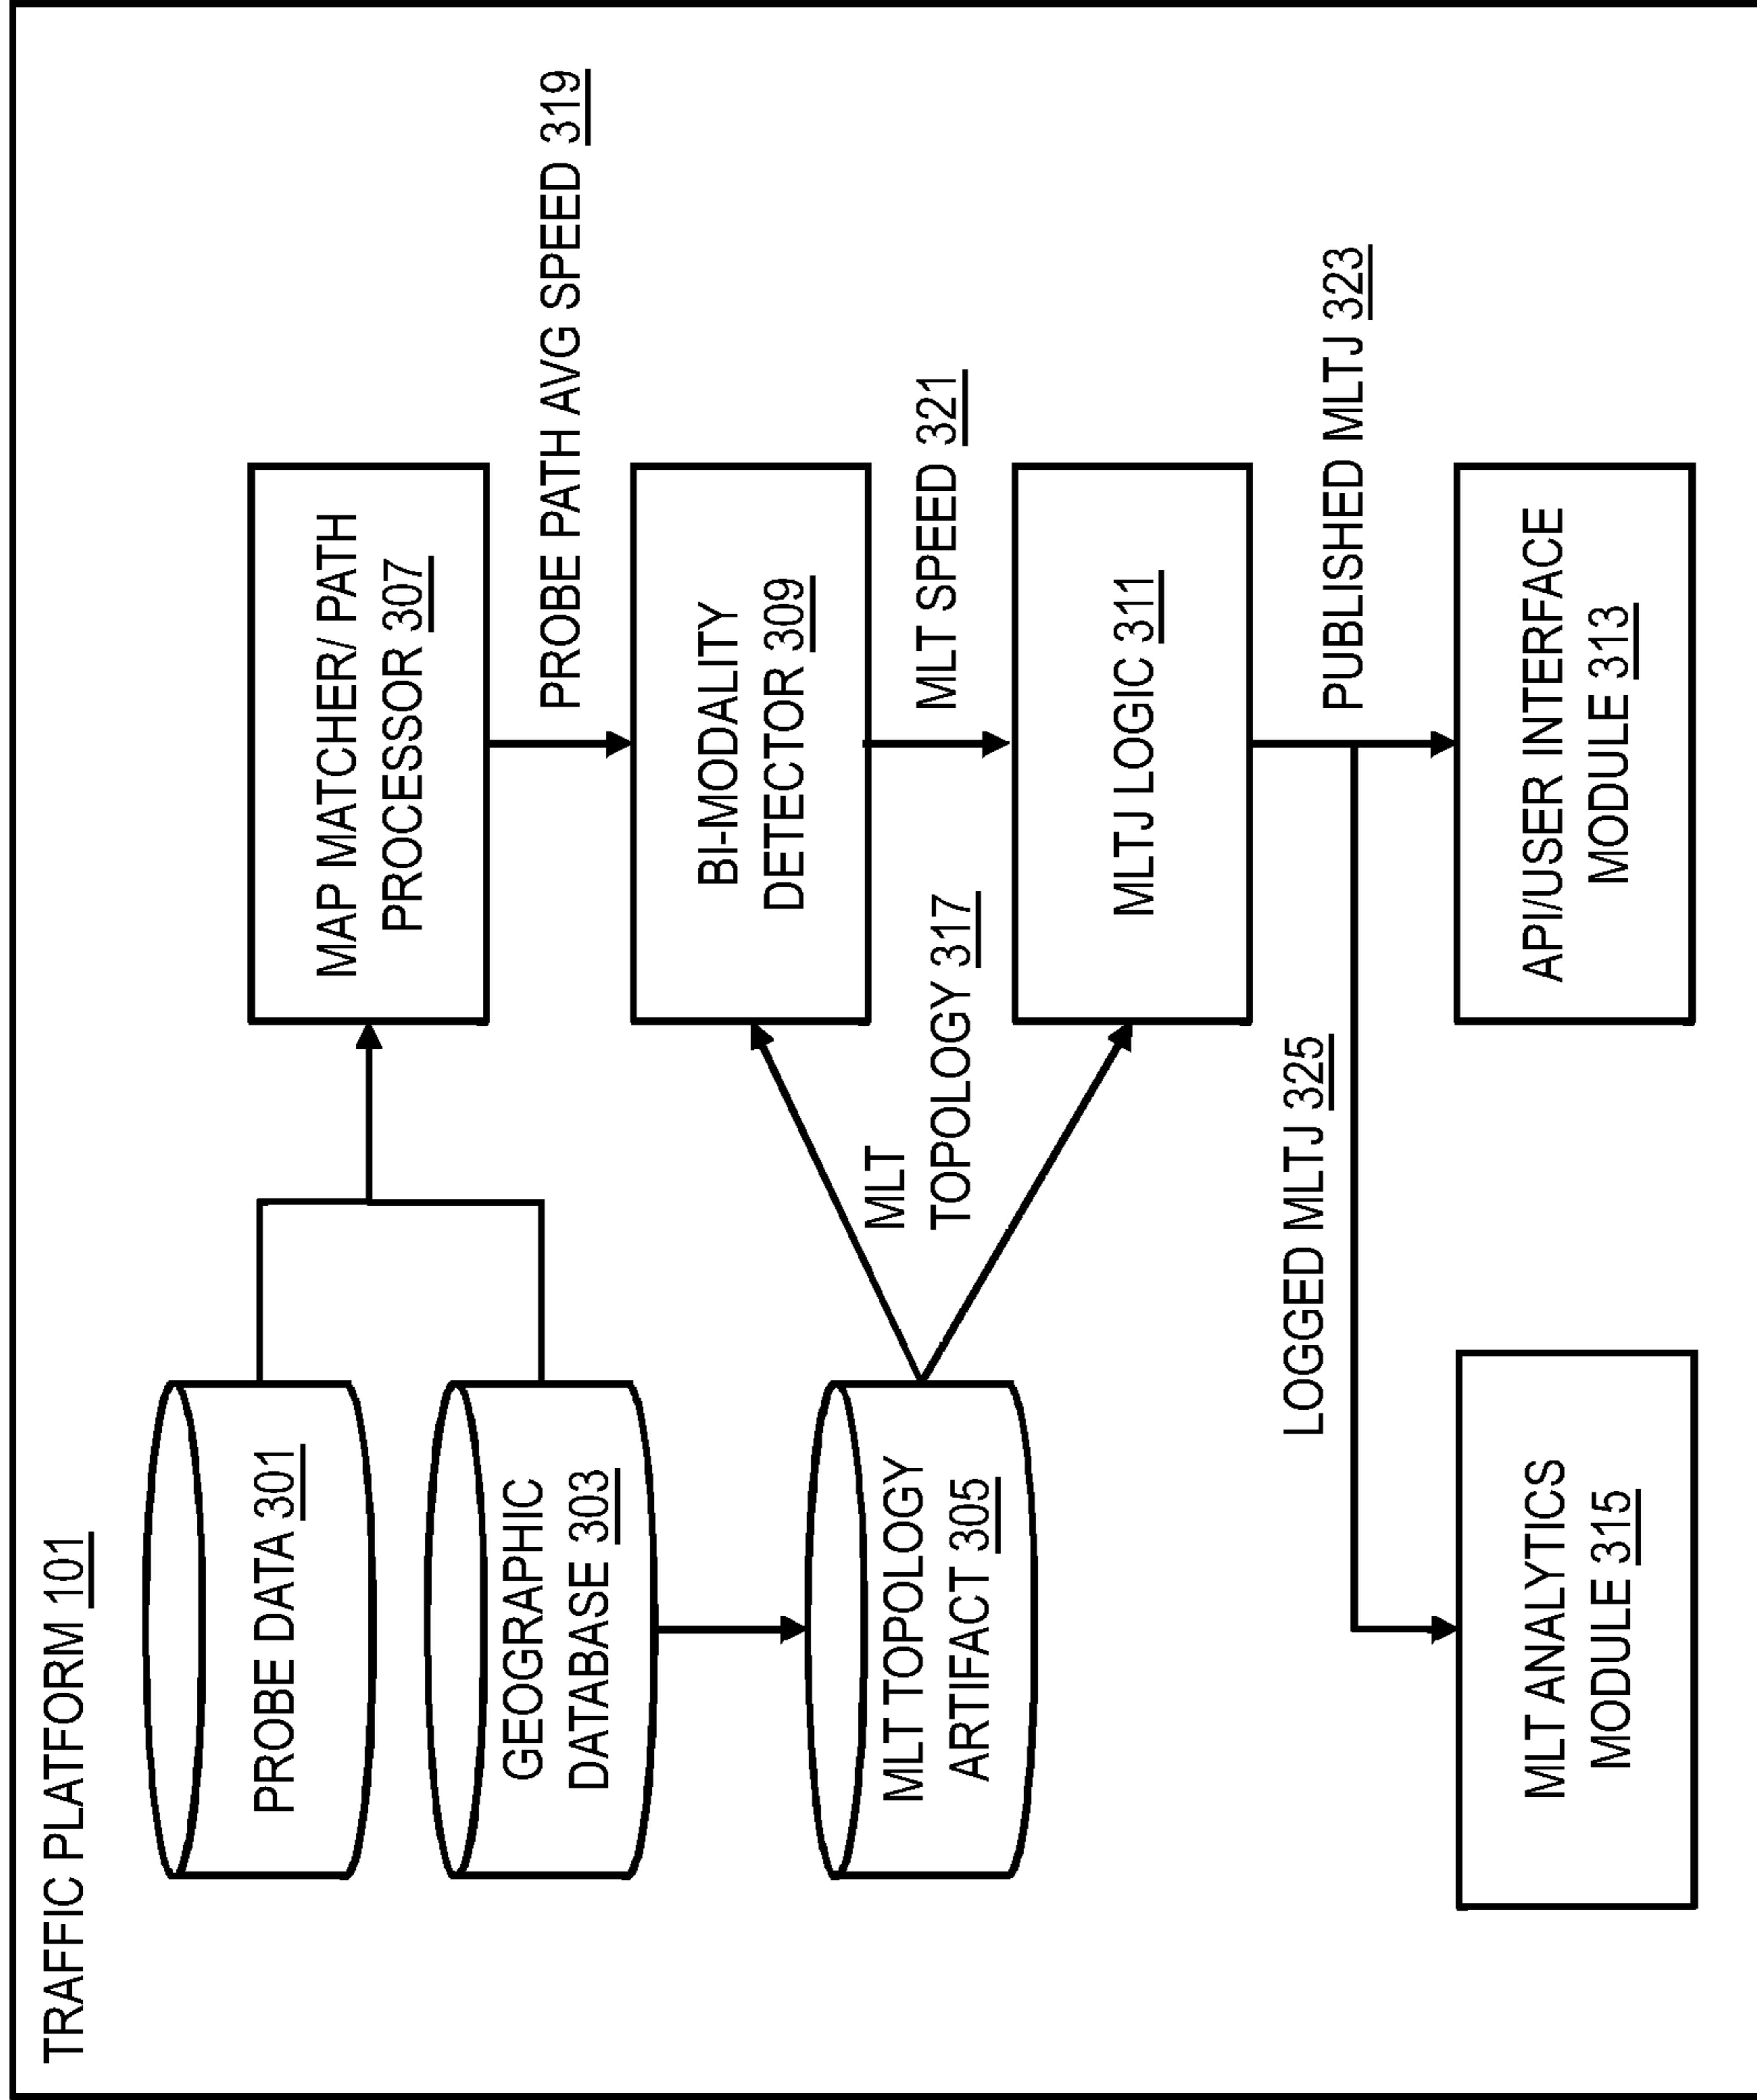 TRAFFIC PLATFORM 101
PROBE DATA 301
GEOGRAPHIC
DATABASE 303
MLT TOPOLOGY
ARTIFACT 305
MAP MATCHER/ PATH
PROCESSOR 307
PROBE PATH AVG SPEED 319
BI-MODALITY
DETECTOR 309
MLT
TOPOLOGY 317
MLT SPEED 321
MLTJ LOGIC 311
LOGGED MLTJ 325
PUBLISHED MLTJ 323
MLT ANALYTICS
MODULE 315
API/USER INTERFACE
MODULE 313